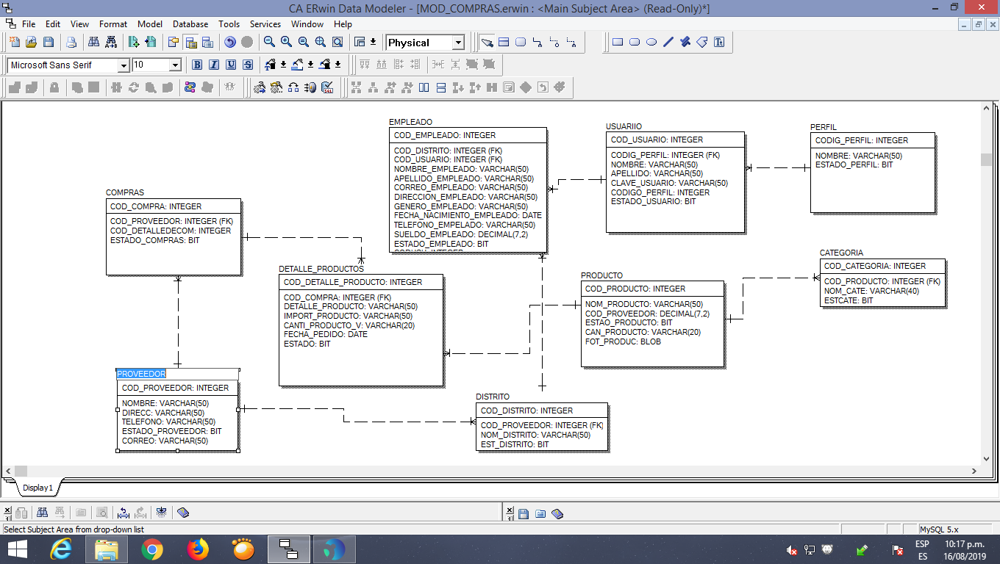 CA ERwin Data Modeler - [MOD_COMPRAS.erwin : <Main Subject Area> (Read-Only)*]
File Edit View Format Model Database Tools Services Window Help
Physical
Microsoft Sans Serif 10
EMPLEADO
COD_EMPLEADO: INTEGER
COD_DISTRITO: INTEGER (FK)
COD_USUARIO: INTEGER (FK)
NOMBRE_EMPLEADO: VARCHAR(50)
APELLIDO_EMPLEADO: VARCHAR(50)
CORREO_EMPLEADO: VARCHAR(50)
DIRECCION_EMPLEADO: VARCHAR(50)
GENERO_EMPLEADO: VARCHAR(50)
FECHA_NACIMIENTO_EMPLEADO: DATE
TELEFONO_EMPELADO: VARCHAR(50)
SUELDO_EMPLEADO: DECIMAL(7,2)
ESTADO_EMPLEADO: BIT
USUARIIO
COD_USUARIO: INTEGER
CODIG_PERFIL: INTEGER (FK)
NOMBRE: VARCHAR(50)
APELLIDO: VARCHAR(50)
CLAVE_USUARIO: VARCHAR(50)
CODIGO_PERFIL: INTEGER
ESTADO_USUARIO: BIT
PERFIL
CODIG_PERFIL: INTEGER
NOMBRE: VARCHAR(50)
ESTADO_PERFIL: BIT
COMPRAS
COD_COMPRA: INTEGER
COD_PROVEEDOR: INTEGER (FK)
COD_DETALLEDECOM: INTEGER
ESTADO_COMPRAS: BIT
DETALLE_PRODUCTOS
COD_DETALLE_PRODUCTO: INTEGER
COD_COMPRA: INTEGER (FK)
DETALLE_PRODUCTO: VARCHAR(50)
IMPORT_PRODUCTO: VARCHAR(50)
CANTI_PRODUCTO_V: VARCHAR(20)
FECHA_PEDIDO: DATE
ESTADO: BIT
PRODUCTO
COD_PRODUCTO: INTEGER
NOM_PRODUCTO: VARCHAR(50)
COD_PROVEEDOR: DECIMAL(7,2)
ESTAO_PRODUCTO: BIT
CAN_PRODUCTO: VARCHAR(20)
FOT_PRODUC: BLOB
CATEGORIA
COD_CATEGORIA: INTEGER
COD_PRODUCTO: INTEGER (FK)
NOM_CATE: VARCHAR(40)
ESTCATE: BIT
PROVEEDOR
COD_PROVEEDOR: INTEGER
NOMBRE: VARCHAR(50)
DIRECC: VARCHAR(50)
TELEFONO: VARCHAR(50)
ESTADO_PROVEEDOR: BIT
CORREO: VARCHAR(50)
DISTRITO
COD_DISTRITO: INTEGER
COD_PROVEEDOR: INTEGER (FK)
NOM_DISTRITO: VARCHAR(50)
EST_DISTRITO: BIT
Display1
Select Subject Area from drop-down list
MySQL 5.x
ESP
ES
10:17 p.m.
16/08/2019